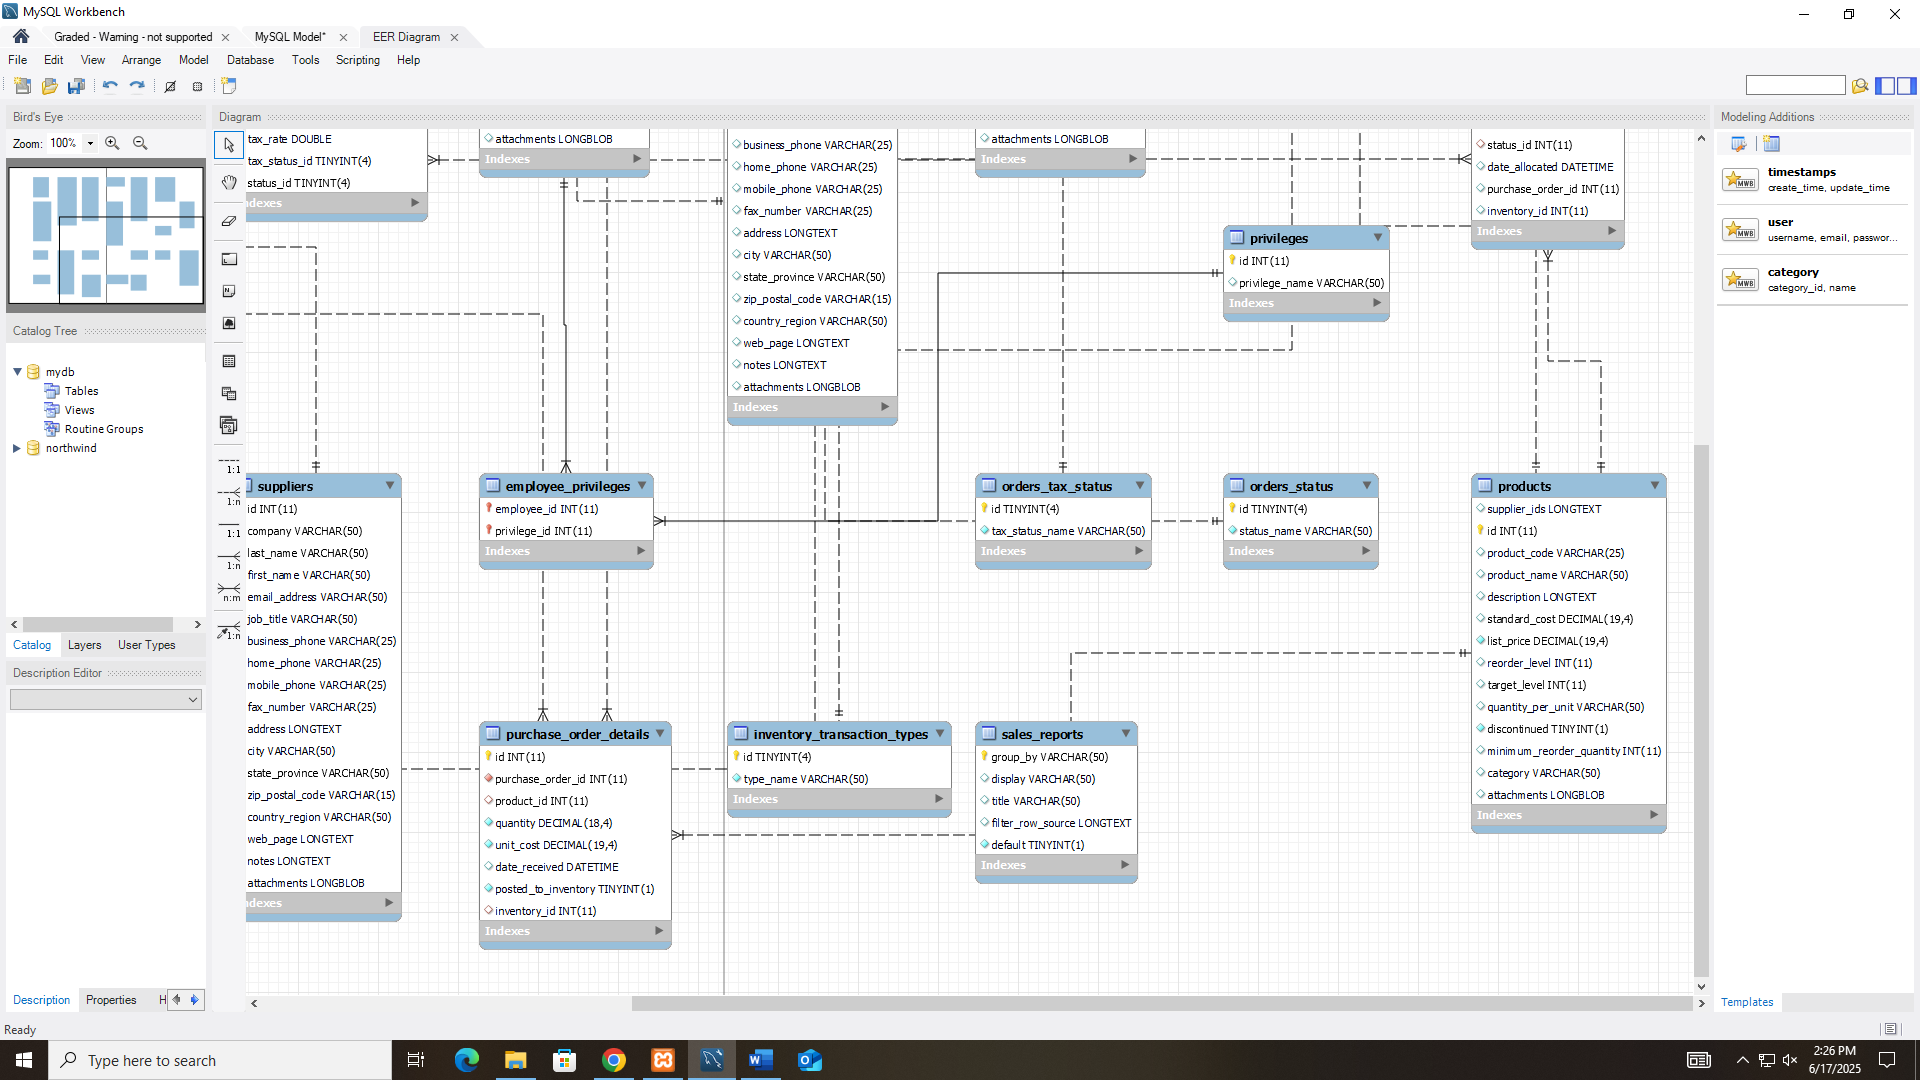 MySQL Workbench
Graded - Warning - not supported
MySQL Model*
EER Diagram
File Edit View Arrange Model Database Tools Scripting Help
Bird's Eye
Zoom: 100%
Catalog Tree
mydb
Tables
Views
Routine Groups
northwind
Catalog Layers User Types
Description Editor
Description Properties H
Ready
Diagram
1:1
1:n
1:1
1:n
n:m
1:n
tax_rate DOUBLE
tax_status_id TINYINT(4)
status_id TINYINT(4)
ndexes
attachments LONGBLOB
Indexes
business_phone VARCHAR(25)
home_phone VARCHAR(25)
mobile_phone VARCHAR(25)
fax_number VARCHAR(25)
address LONGTEXT
city VARCHAR(50)
state_province VARCHAR(50)
zip_postal_code VARCHAR(15)
country_region VARCHAR(50)
web_page LONGTEXT
notes LONGTEXT
attachments LONGBLOB
Indexes
attachments LONGBLOB
Indexes
privileges
id INT(11)
privilege_name VARCHAR(50)
Indexes
status_id INT(11)
date_allocated DATETIME
purchase_order_id INT(11)
inventory_id INT(11)
Indexes
suppliers
id INT(11)
company VARCHAR(50)
last_name VARCHAR(50)
first_name VARCHAR(50)
email_address VARCHAR(50)
job_title VARCHAR(50)
business_phone VARCHAR(25)
home_phone VARCHAR(25)
mobile_phone VARCHAR(25)
fax_number VARCHAR(25)
address LONGTEXT
city VARCHAR(50)
state_province VARCHAR(50)
zip_postal_code VARCHAR(15)
country_region VARCHAR(50)
web_page LONGTEXT
notes LONGTEXT
attachments LONGBLOB
ndexes
employee_privileges
employee_id INT(11)
privilege_id INT(11)
Indexes
orders_tax_status
id TINYINT(4)
tax_status_name VARCHAR(50)
Indexes
orders_status
id TINYINT(4)
status_name VARCHAR(50)
Indexes
products
supplier_ids LONGTEXT
id INT(11)
product_code VARCHAR(25)
product_name VARCHAR(50)
description LONGTEXT
standard_cost DECIMAL(19,4)
list_price DECIMAL(19,4)
reorder_level INT(11)
target_level INT(11)
quantity_per_unit VARCHAR(50)
discontinued TINYINT(1)
minimum_reorder_quantity INT(11)
category VARCHAR(50)
attachments LONGBLOB
Indexes
purchase_order_details
id INT(11)
purchase_order_id INT(11)
product_id INT(11)
quantity DECIMAL(18,4)
unit_cost DECIMAL(19,4)
date_received DATETIME
posted_to_inventory TINYINT(1)
inventory_id INT(11)
Indexes
inventory_transaction_types
id TINYINT(4)
type_name VARCHAR(50)
Indexes
sales_reports
group_by VARCHAR(50)
display VARCHAR(50)
title VARCHAR(50)
filter_row_source LONGTEXT
default TINYINT(1)
Indexes
Modeling Additions
MWB
timestamps
create_time, update_time
MWB
user
username, email, passwor...
MWB
category
category_id, name
Templates
Type here to search
2:26 PM
6/17/2025